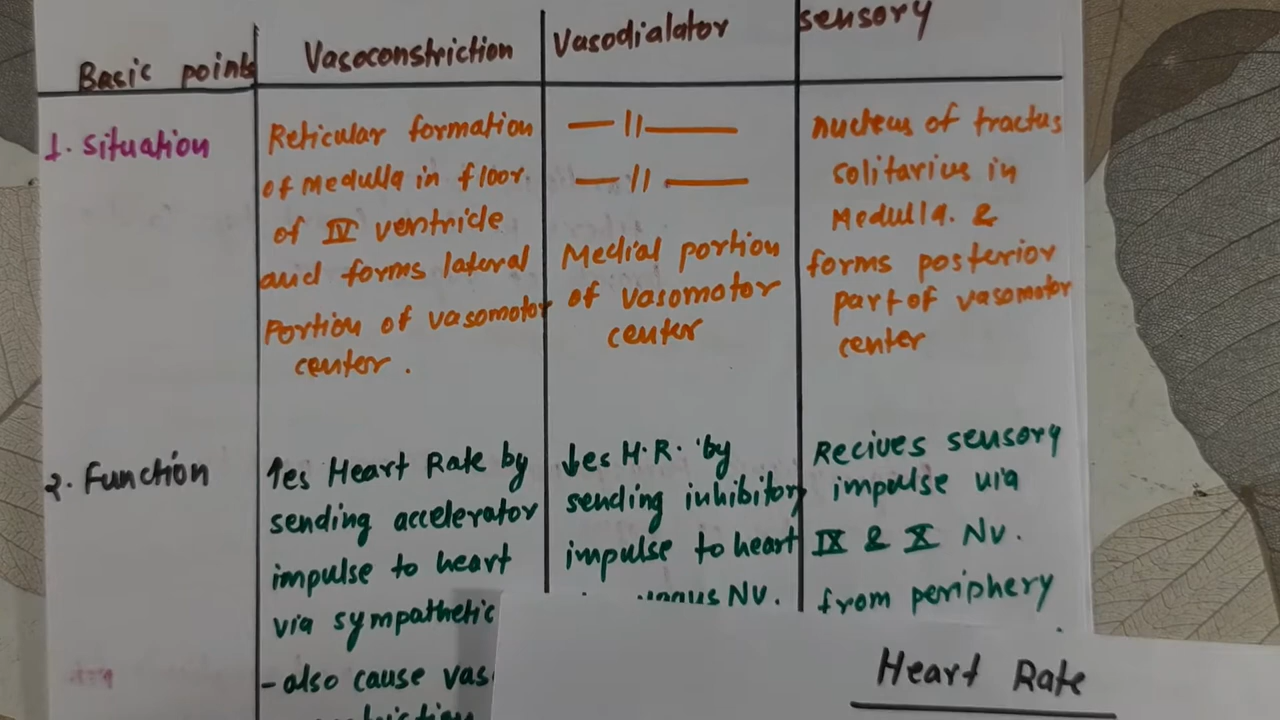 Basic points
Vasoconstriction
Vasodialator
sensory
1. situation
Reticular formation
of Medulla in floor.
of IV ventricle
and forms lateral
Portion of vasomotor
center.
— 11 —
— 11 —
Medial portion
of vasomotor
center
nucleus of tractus
solitarius in
Medulla. &
forms posterior
part of vasomotor
center
2. Function
↑es Heart Rate by
sending accelerator
impulse to heart
via sympathetic
- also cause vas
↓es H.R. by
sending inhibitory
impulse to heart
Nv.
Recives sensory
impulse via
IX & X Nv.
from periphery
Heart Rate